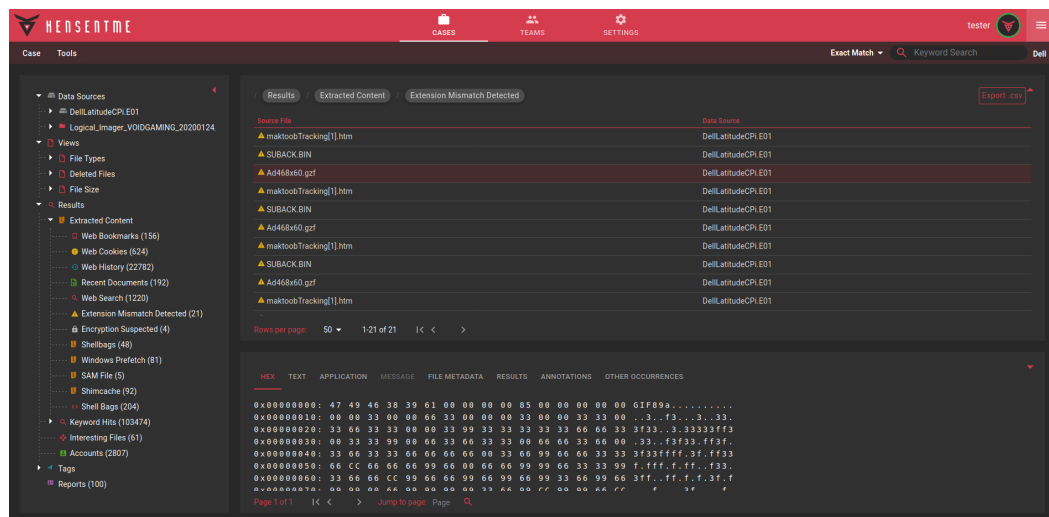 HENSENTME
CASES
TEAMS
SETTINGS
tester
Case Tools
Exact Match
Keyword Search
Dell
Data Sources
DellLatitudeCPi.E01
Logical_Imager_VOIDGAMING_20200124
Views
File Types
Deleted Files
File Size
Results
Extracted Content
Web Bookmarks (156)
Web Cookies (624)
Web History (22782)
Recent Documents (192)
Web Search (1220)
Extension Mismatch Detected (21)
Encryption Suspected (4)
Shellbags (48)
Windows Prefetch (81)
SAM File (5)
Shimcache (92)
Shell Bags (204)
Keyword Hits (103474)
Interesting Files (61)
Accounts (2807)
Tags
Reports (100)
/ Results / Extracted Content / Extension Mismatch Detected
Export .csv
Source File Data Source
maktoobTracking[1].htm DellLatitudeCPi.E01
SUBACK.BIN DellLatitudeCPi.E01
Ad468x60.gzf DellLatitudeCPi.E01
maktoobTracking[1].htm DellLatitudeCPi.E01
SUBACK.BIN DellLatitudeCPi.E01
Ad468x60.gzf DellLatitudeCPi.E01
maktoobTracking[1].htm DellLatitudeCPi.E01
SUBACK.BIN DellLatitudeCPi.E01
Ad468x60.gzf DellLatitudeCPi.E01
maktoobTracking[1].htm DellLatitudeCPi.E01
Rows per page: 50 1-21 of 21
HEX TEXT APPLICATION MESSAGE FILE METADATA RESULTS ANNOTATIONS OTHER OCCURRENCES
0x00000000: 47 49 46 38 39 61 00 00 00 00 85 00 00 00 00 00 GIF89a..........
0x00000010: 00 00 33 00 00 66 33 00 00 00 33 00 00 33 33 00 ..3..f3...3..33.
0x00000020: 33 66 33 33 00 00 33 99 33 33 33 33 33 66 66 33 3f33..3.33333ff3
0x00000030: 00 33 33 99 00 66 33 66 33 33 00 66 66 33 66 00 .33..f3f33.ff3f.
0x00000040: 33 66 33 33 66 66 66 66 00 33 66 99 66 66 33 33 3f33ffff.3f.ff33
0x00000050: 66 CC 66 66 66 99 66 00 66 66 99 99 66 33 33 99 f.fff.f.ff..f33.
0x00000060: 33 66 66 CC 99 66 66 99 66 99 66 99 33 66 99 66 3ff..ff.f.f.3f.f
Page 1 of 1 Jump to page: Page